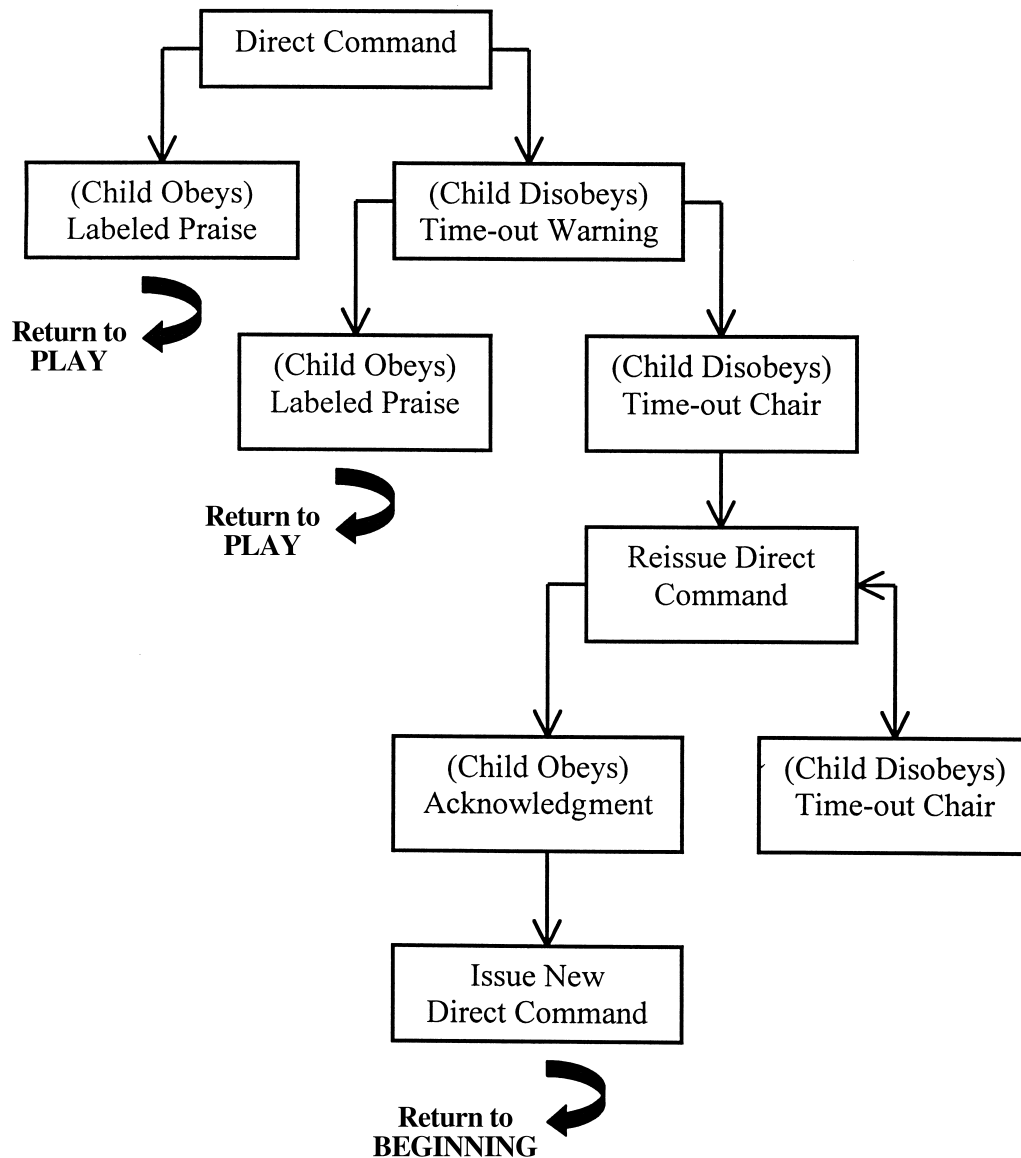 Direct Command
(Child Obeys)
Labeled Praise
(Child Disobeys)
Time-out Warning
Return to
PLAY
(Child Obeys)
Labeled Praise
(Child Disobeys)
Time-out Chair
Return to
PLAY
Reissue Direct
Command
(Child Obeys)
Acknowledgment
(Child Disobeys)
Time-out Chair
Issue New
Direct Command
Return to
BEGINNING